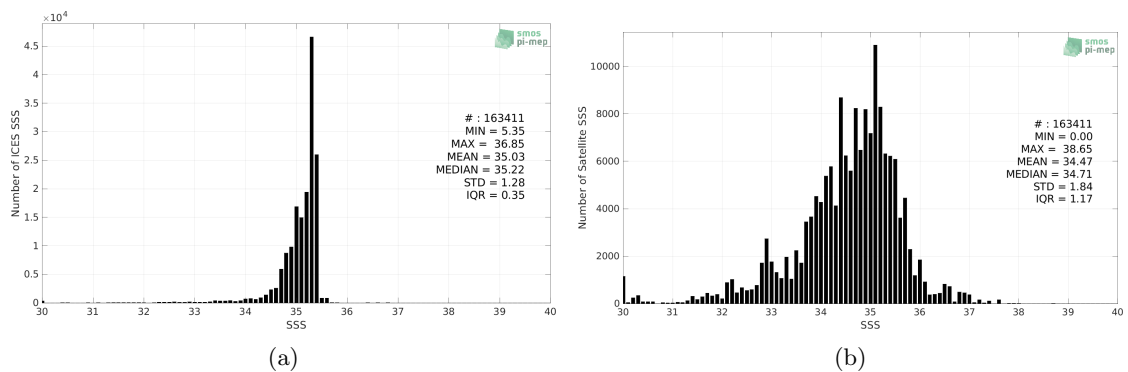 ×10⁴
4.5
4
3.5
3
2.5
2
1.5
1
0.5
0
Number of ICES SSS
30 31 32 33 34 35 36 37 38 39 40
SSS
smos
pi-mep
# : 163411
MIN = 5.35
MAX = 36.85
MEAN = 35.03
MEDIAN = 35.22
STD = 1.28
IQR = 0.35
(a)
10000
8000
6000
4000
2000
0
Number of Satellite SSS
30 31 32 33 34 35 36 37 38 39 40
SSS
smos
pi-mep
# : 163411
MIN = 0.00
MAX = 38.65
MEAN = 34.47
MEDIAN = 34.71
STD = 1.84
IQR = 1.17
(b)